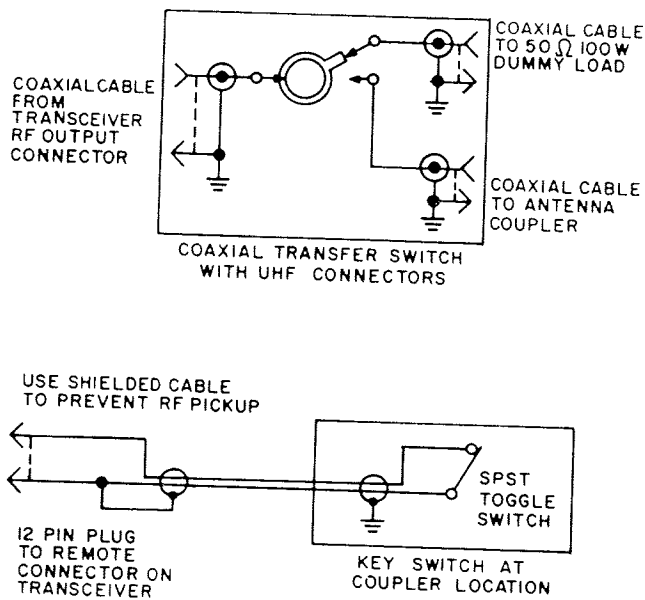 COAXIAL CABLE
TO 50Ω 100W
DUMMY LOAD
COAXIAL CABLE
FROM
TRANSCEIVER
RF OUTPUT
CONNECTOR
COAXIAL CABLE
TO ANTENNA
COUPLER
COAXIAL TRANSFER SWITCH
WITH UHF CONNECTORS
USE SHIELDED CABLE
TO PREVENT RF PICKUP
SPST
TOGGLE
SWITCH
12 PIN PLUG
TO REMOTE
CONNECTOR ON
TRANSCEIVER
KEY SWITCH AT
COUPLER LOCATION